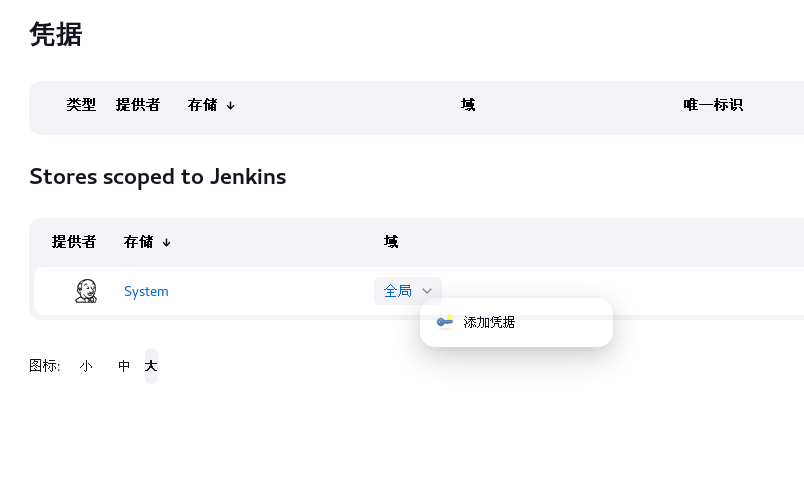 凭据
类型 提供者 存储 ↓ 域 唯一标识
Stores scoped to Jenkins
提供者 存储 ↓ 域
System 全局
添加凭据
图标: 小 中 大